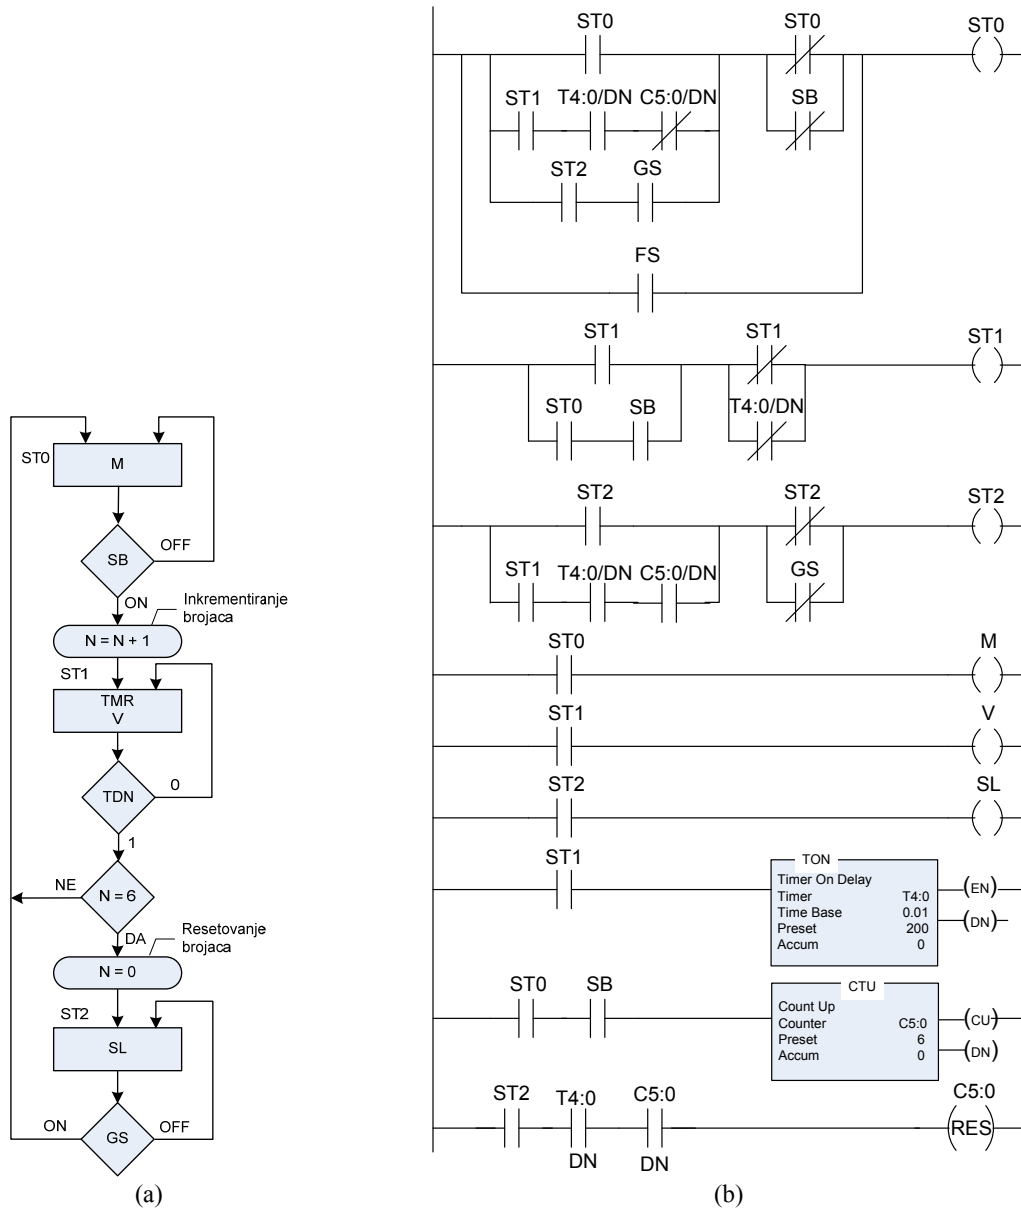 ST0
M
SB
OFF
ON
Inkrementiranje
brojaca
N = N + 1
ST1
TMR
V
TDN
0
1
NE
N = 6
DA
Resetovanje
brojaca
N = 0
ST2
SL
ON
GS
OFF
(a)
ST0 ST0 ST0
ST1 T4:0/DN C5:0/DN SB
ST2 GS
FS
ST1 ST1 ST1
ST0 SB T4:0/DN
ST2 ST2 ST2
ST1 T4:0/DN C5:0/DN GS
ST0 M
ST1 V
ST2 SL
ST1
TON
Timer On Delay
Timer T4:0
Time Base 0.01
Preset 200
Accum 0
(EN)
(DN)
ST0 SB
CTU
Count Up
Counter C5:0
Preset 6
Accum 0
(CU)
(DN)
ST2 T4:0 C5:0 C5:0
(RES)
DN DN
(b)